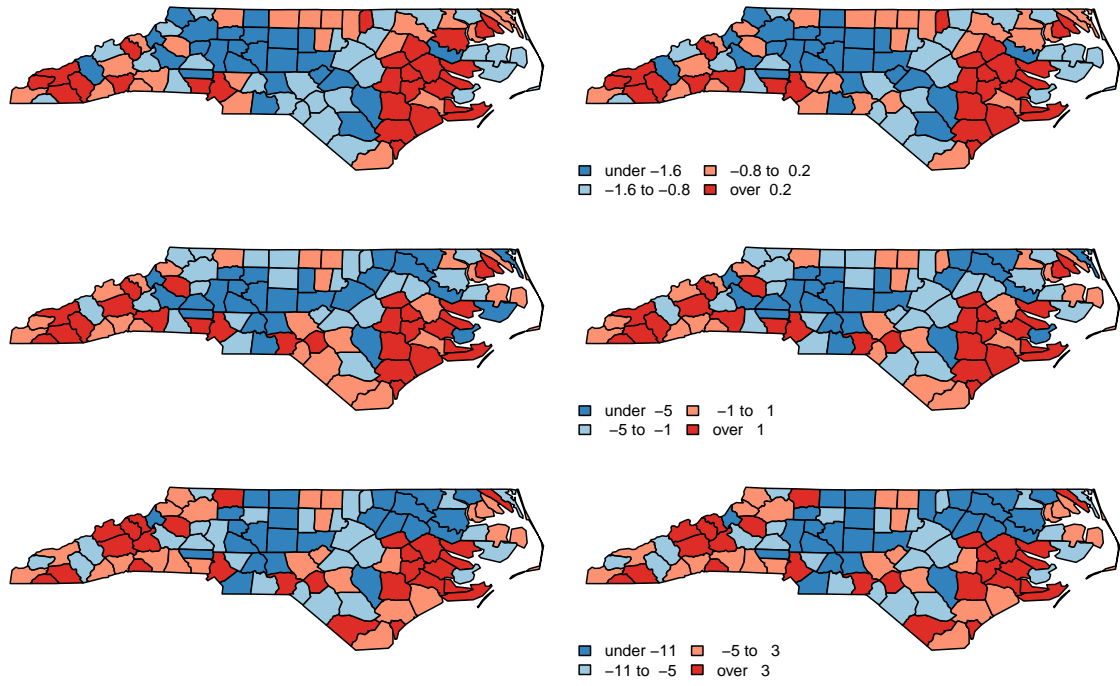 under −1.6 −0.8 to 0.2
−1.6 to −0.8 over 0.2
under −5 −1 to 1
−5 to −1 over 1
under −11 −5 to 3
−11 to −5 over 3